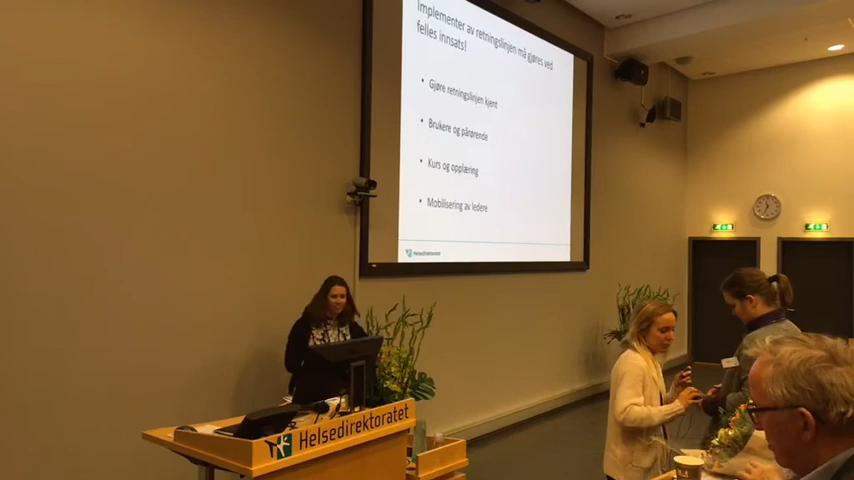 Implementer av retningslinjen må gjøres ved
felles innsats!
• Gjøre retningslinjen kjent
• Brukere og pårørende
• Kurs og opplæring
• Mobilisering av ledere
Helsedirektoratet
Helsedirektoratet